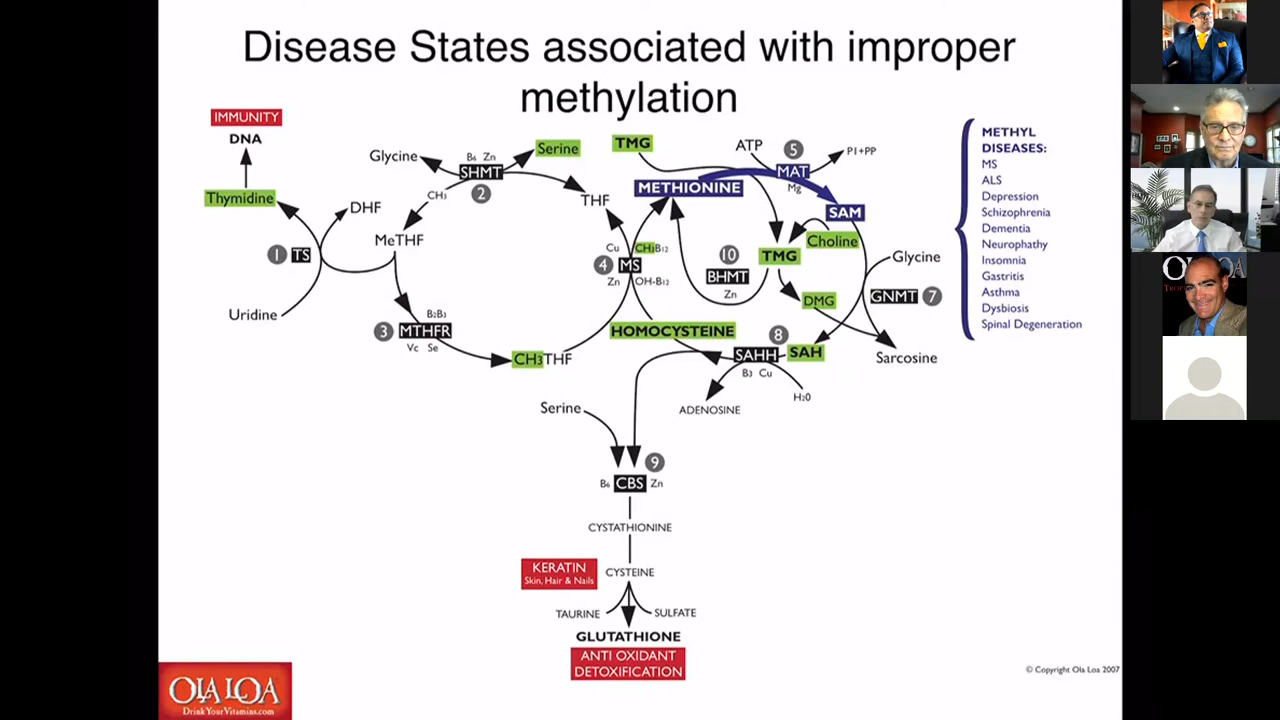 Disease States associated with improper
methylation
IMMUNITY
DNA
Thymidine
DHF
1 TS
Uridine
MeTHF
Glycine
B6 Zn
SHMT
2
CH3
Serine
THF
3 MTHFR
B2B3
Vc Se
CH3THF
Cu
CH3B12
4 MS
Zn
OH-B12
TMG
METHIONINE
ATP
5
MAT
Mg
P1+PP
SAM
Choline
TMG
10
BHMT
Zn
DMG
Glycine
GNMT 7
Sarcosine
HOMOCYSTEINE
8
SAHH
SAH
B3 Cu
H20
ADENOSINE
Serine
9
B6 CBS Zn
CYSTATHIONINE
KERATIN
Skin, Hair & Nails
CYSTEINE
TAURINE
SULFATE
GLUTATHIONE
ANTI OXIDANT
DETOXIFICATION
METHYL
DISEASES:
MS
ALS
Depression
Schizophrenia
Dementia
Neurophathy
Insomnia
Gastritis
Asthma
Dysbiosis
Spinal Degeneration
OLA LOA
DrinkYourVitamins.com
© Copyright Ola Loa 2007